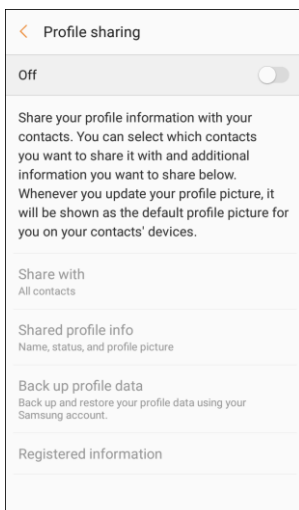 Profile sharing
Off
Share your profile information with your
contacts. You can select which contacts
you want to share it with and additional
information you want to share below.
Whenever you update your profile picture, it
will be shown as the default profile picture for
you on your contacts' devices.
Share with
All contacts
Shared profile info
Name, status, and profile picture
Back up profile data
Back up and restore your profile data using your
Samsung account.
Registered information